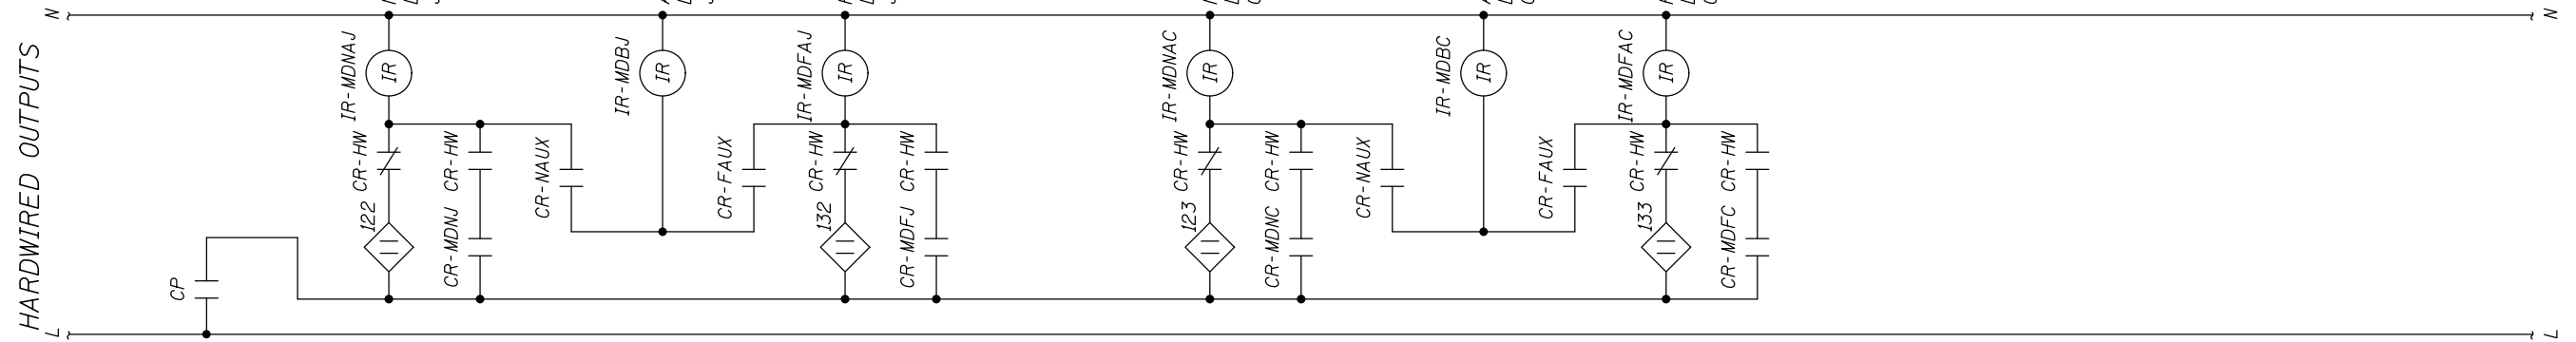 HARDWIRED OUTPUTS
L
N
CP
IR-MDNAJ
IR
122
CR-HW
CR-MDNJ
CR-HW
CR-NAUX
IR-MDBJ
IR
CR-FAUX
IR-MDFAJ
IR
132
CR-HW
CR-MDFJ
CR-HW
IR-MDNAC
IR
123
CR-HW
CR-MDNC
CR-HW
CR-NAUX
IR-MDBC
IR
CR-FAUX
IR-MDFAC
IR
133
CR-HW
CR-MDFC
CR-HW
L
N